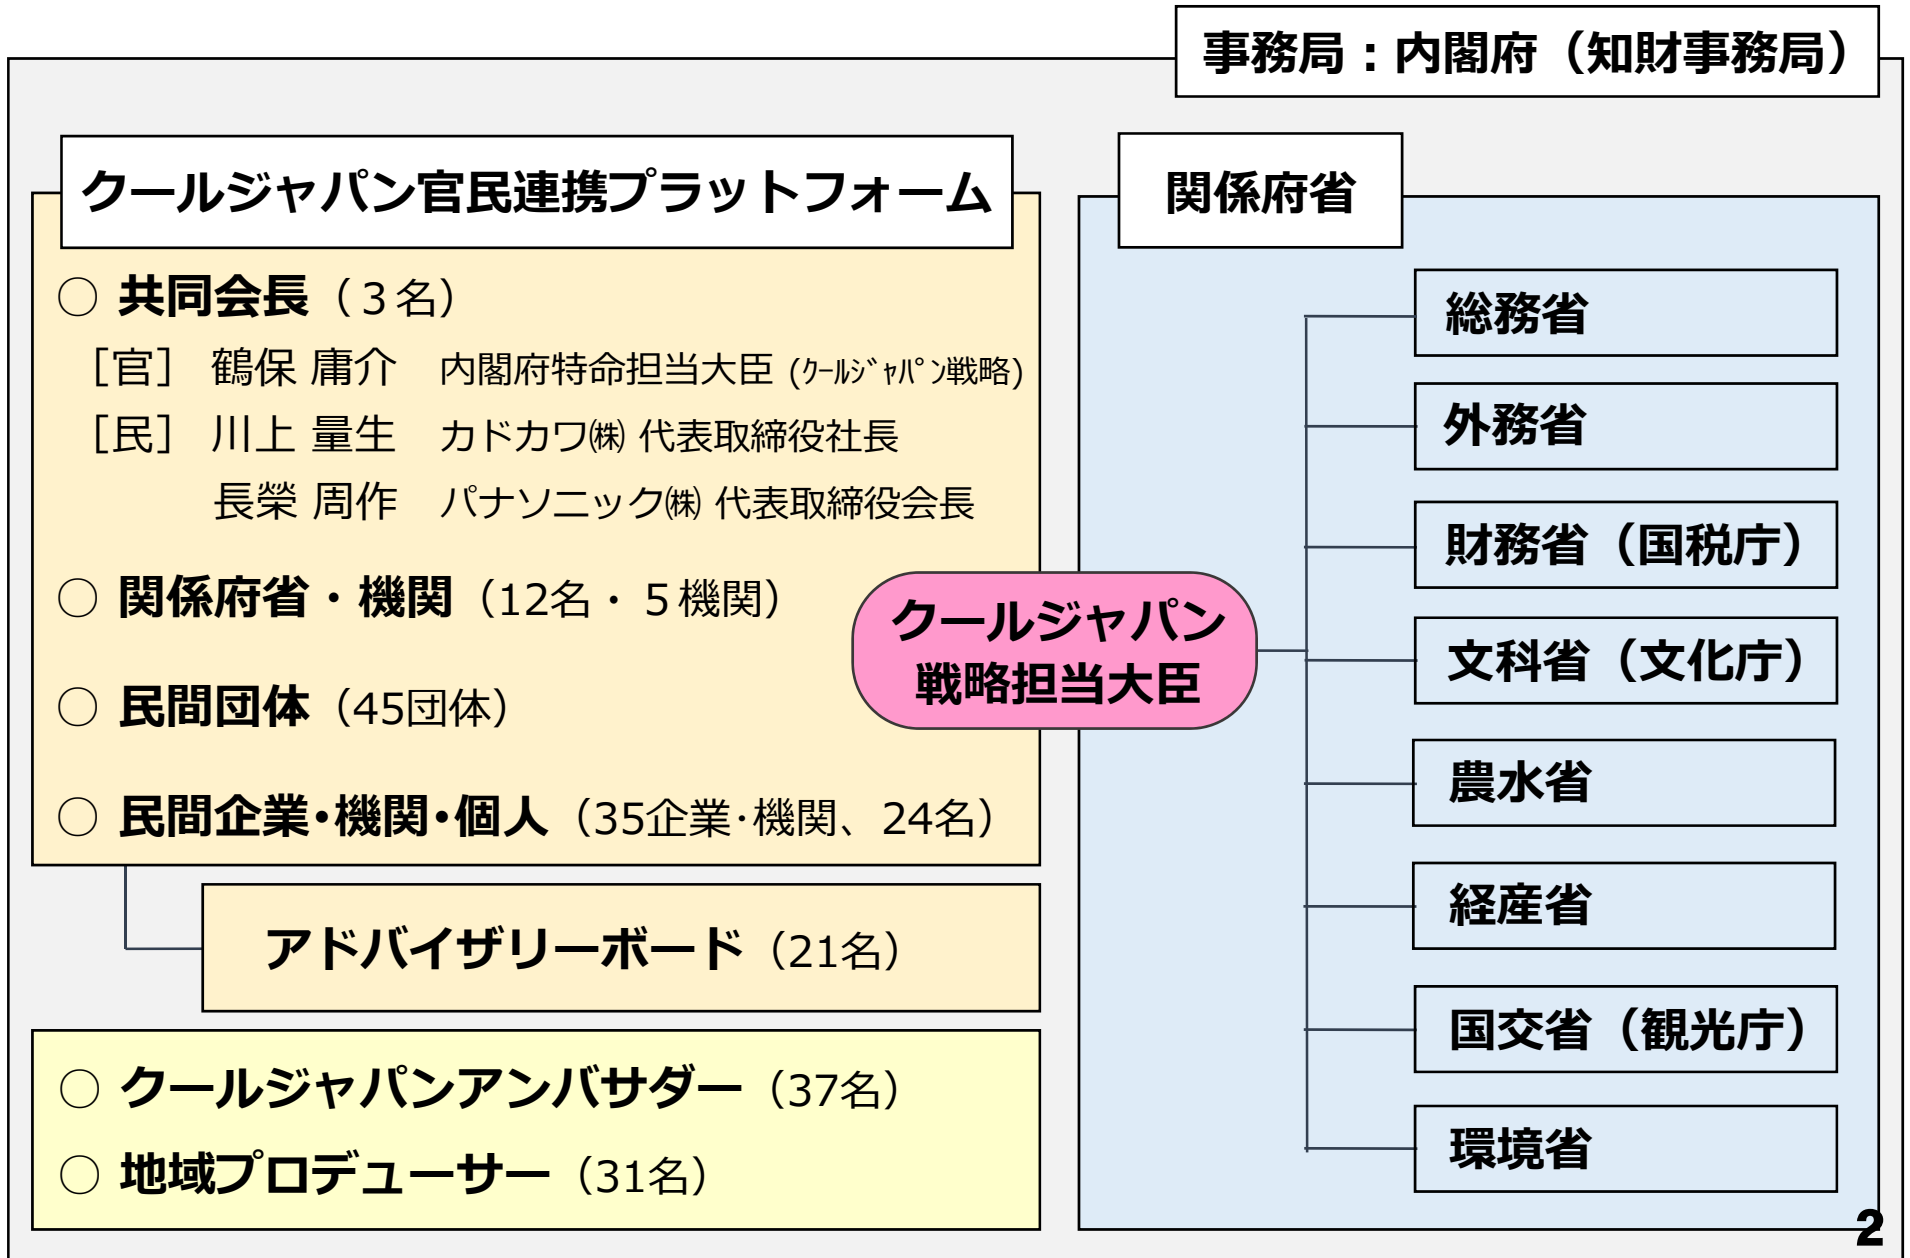 事務局：内閣府（知財事務局）
クールジャパン官民連携プラットフォーム
○ 共同会長（３名）
［官］ 鶴保 庸介 内閣府特命担当大臣 (ｸｰﾙｼﾞｬﾊﾟﾝ戦略)
［民］ 川上 量生 カドカワ㈱ 代表取締役社長
長榮 周作 パナソニック㈱ 代表取締役会長
○ 関係府省・機関（12名・５機関）
○ 民間団体（45団体）
○ 民間企業･機関･個人（35企業･機関、24名）
アドバイザリーボード（21名）
○ クールジャパンアンバサダー（37名）
○ 地域プロデューサー（31名）
クールジャパン
戦略担当大臣
関係府省
総務省
外務省
財務省（国税庁）
文科省（文化庁）
農水省
経産省
国交省（観光庁）
環境省
2